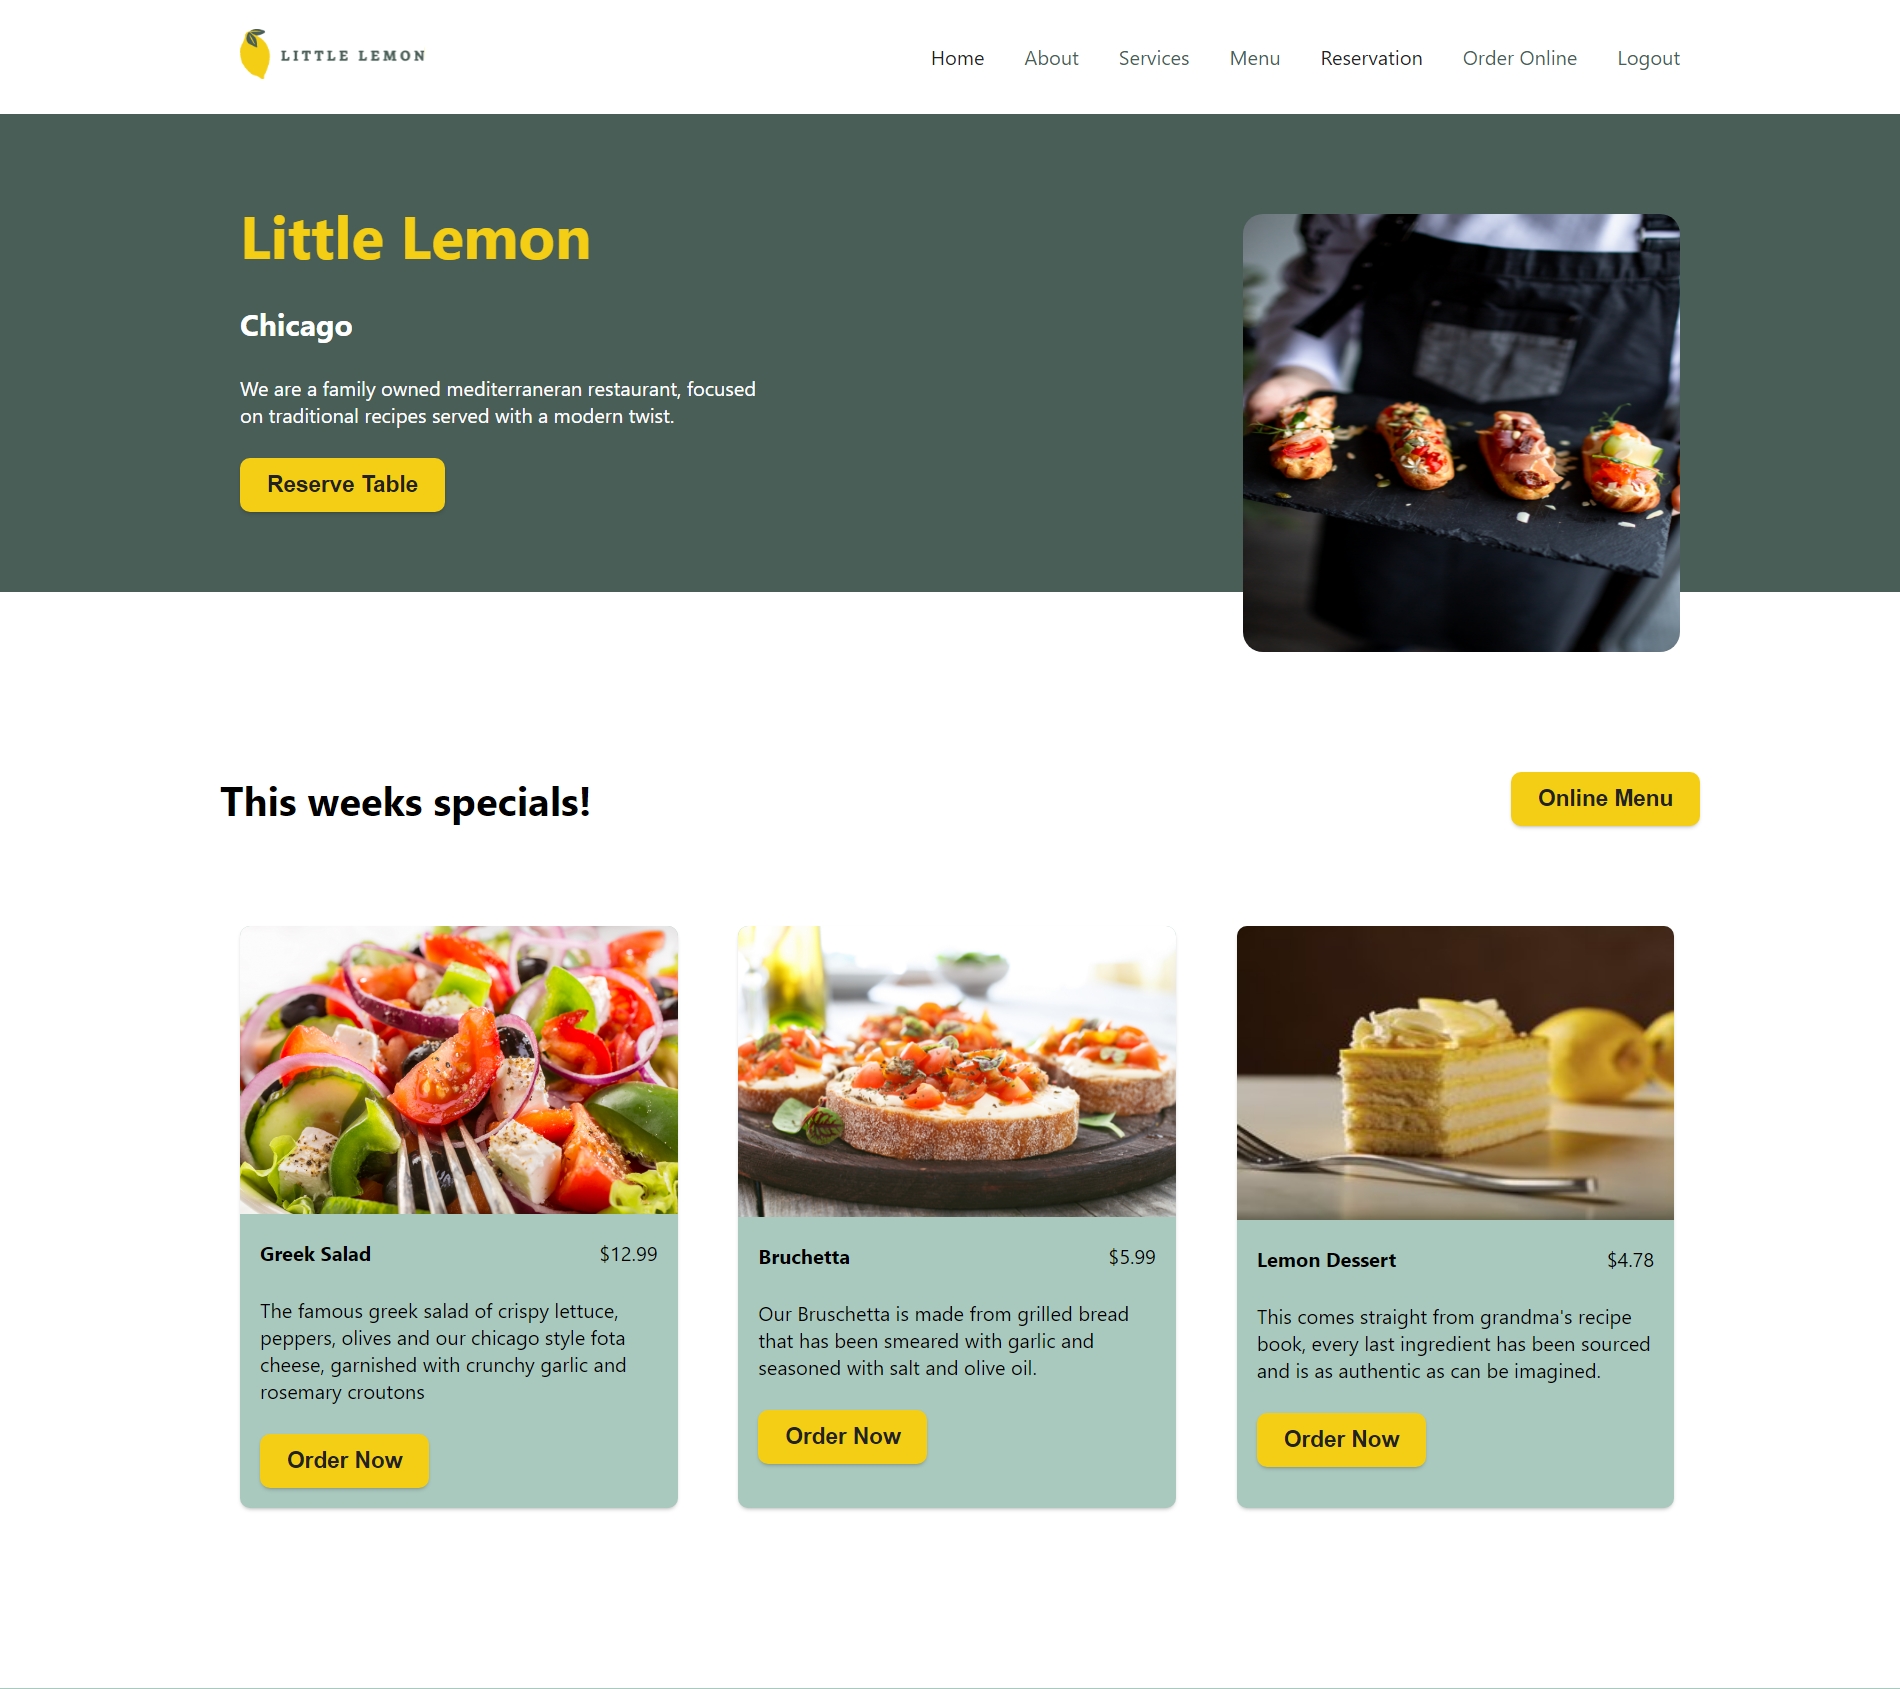 LITTLE LEMON
Home About Services Menu Reservation Order Online Logout
Little Lemon
Chicago
We are a family owned mediterraneran restaurant, focused
on traditional recipes served with a modern twist.
Reserve Table
This weeks specials!
Online Menu
Greek Salad $12.99
The famous greek salad of crispy lettuce,
peppers, olives and our chicago style fota
cheese, garnished with crunchy garlic and
rosemary croutons
Order Now
Bruchetta $5.99
Our Bruschetta is made from grilled bread
that has been smeared with garlic and
seasoned with salt and olive oil.
Order Now
Lemon Dessert $4.78
This comes straight from grandma's recipe
book, every last ingredient has been sourced
and is as authentic as can be imagined.
Order Now